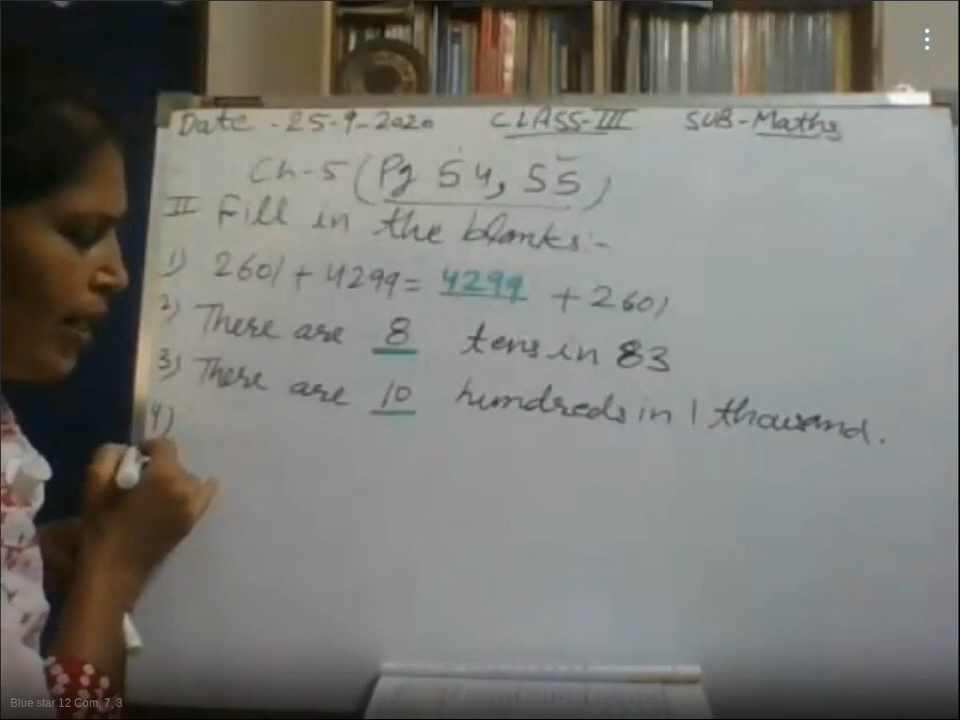 Date - 25-9-2020 CLASS-III SUB-Maths
Ch-5 (Pg 54, 55)
II Fill in the blanks:-
1) 2601 + 4299 = 4299 + 2601
2) There are 8 tens in 83
3) There are 10 hundreds in 1 thousand.
4)
Blue star 12 Com, 7, 3